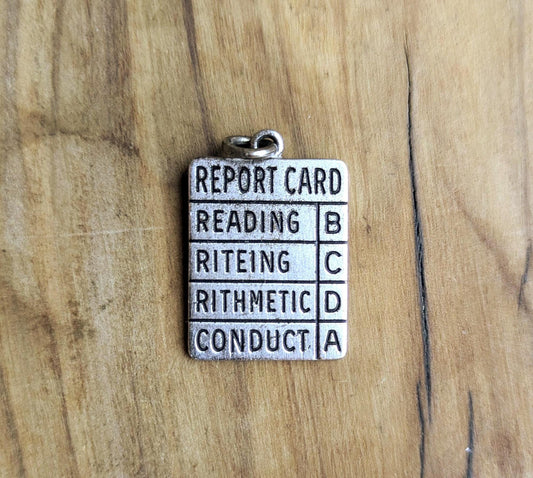 REPORT CARD
READING B
RITEING C
RITHMETIC D
CONDUCT A